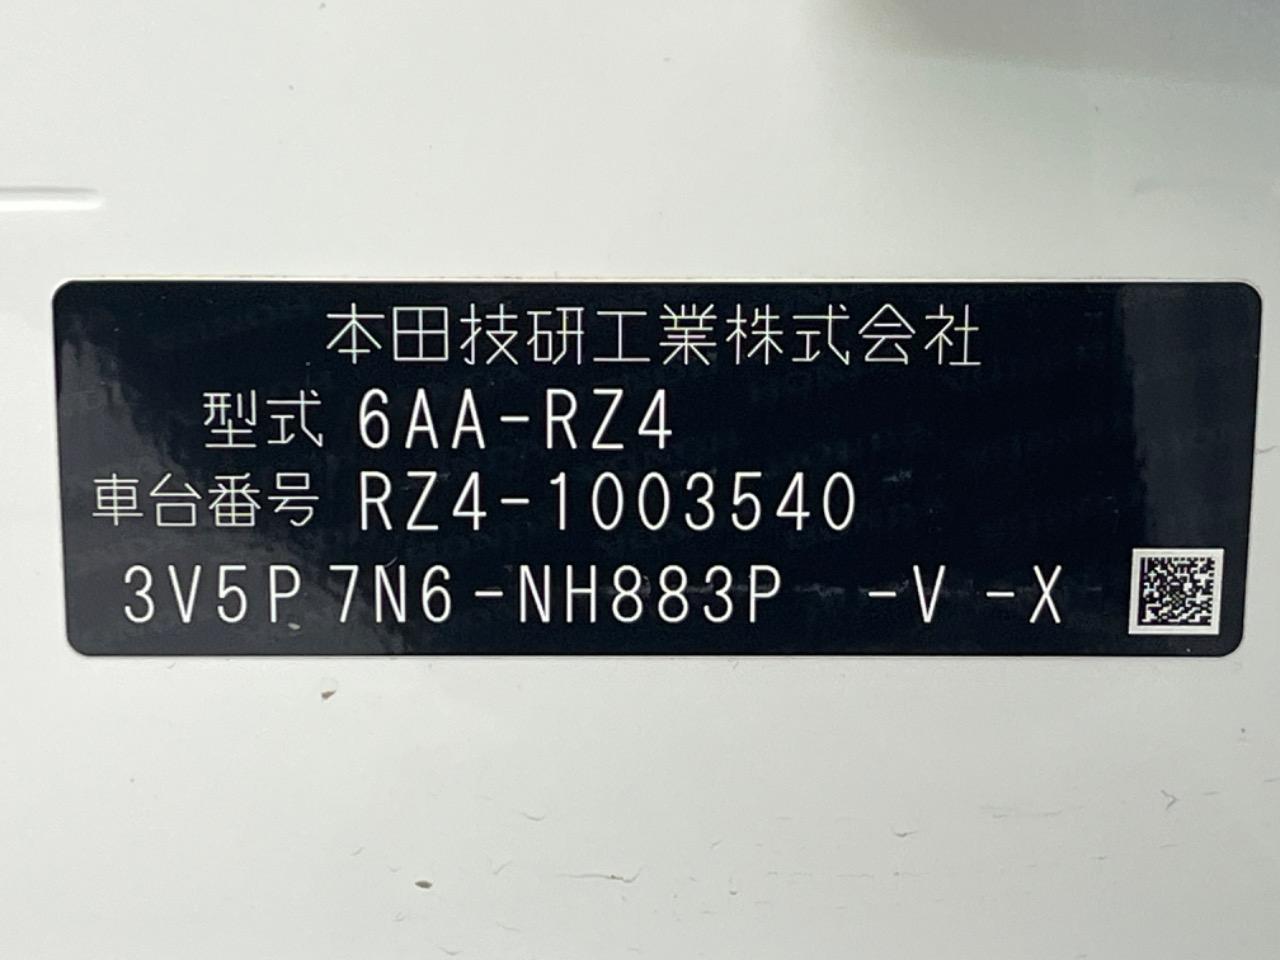 本田技研工業株式会社
型式 6AA-RZ4
車台番号 RZ4-1003540
3V5P 7N6-NH883P -V -X